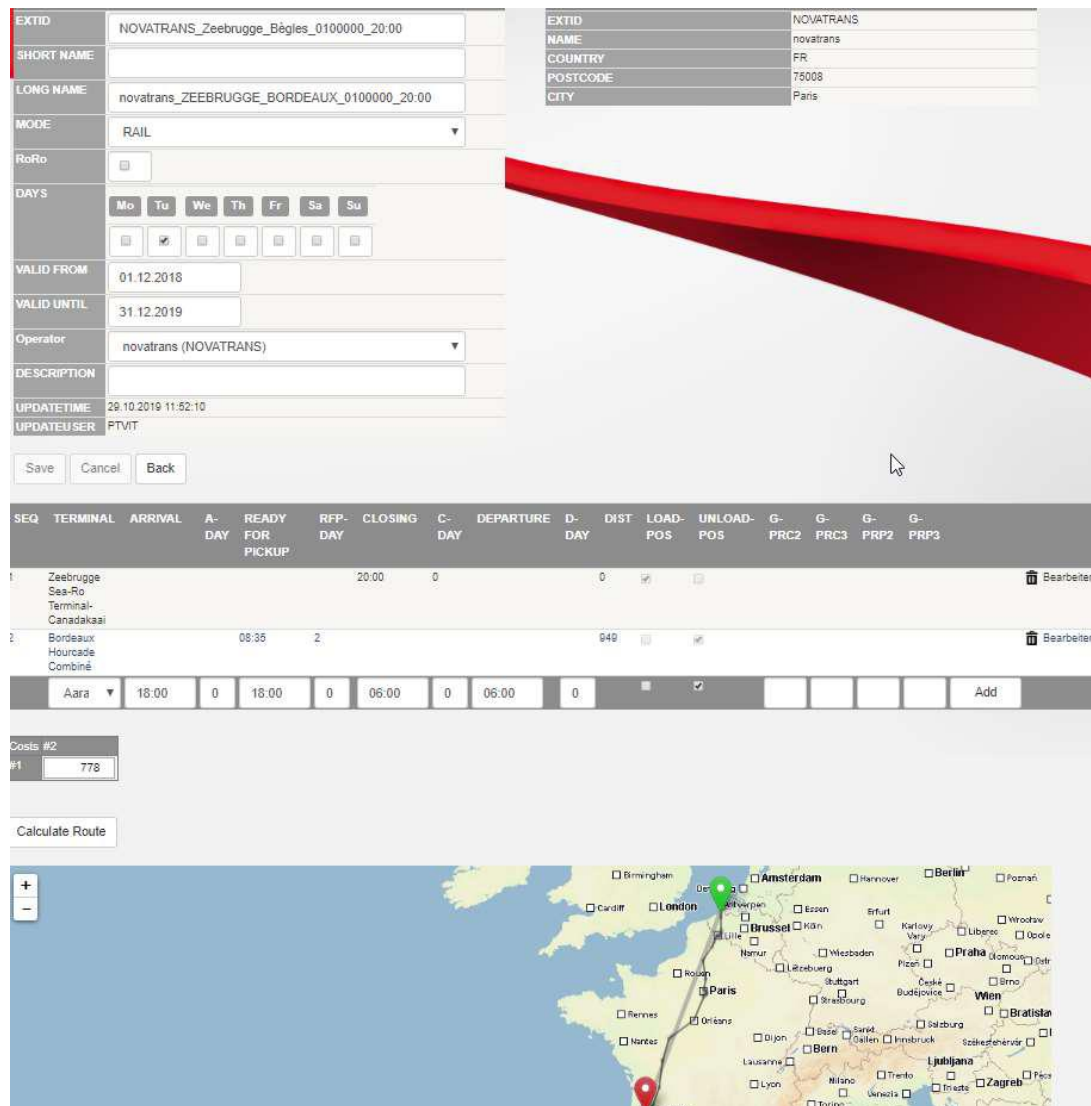 EXTID NOVATRANS_Zeebrugge_Bègles_0100000_20:00
SHORT NAME
LONG NAME novatrans_ZEEBRUGGE_BORDEAUX_0100000_20:00
MODE RAIL
RoRo
DAYS Mo Tu We Th Fr Sa Su
VALID FROM 01.12.2018
VALID UNTIL 31.12.2019
Operator novatrans (NOVATRANS)
DESCRIPTION
UPDATETIME 29.10.2019 11:52:10
UPDATEUSER PTVIT
EXTID NOVATRANS
NAME novatrans
COUNTRY FR
POSTCODE 75008
CITY Paris
Save Cancel Back
SEQ TERMINAL ARRIVAL A- READY RFP- CLOSING C- DEPARTURE D- DIST LOAD- UNLOAD- G- G- G- G-
DAY FOR DAY DAY DAY POS POS PRC2 PRC3 PRP2 PRP3
PICKUP
1 Zeebrugge 20:00 0 0 Bearbeiten
Sea-Ro
Terminal-
Canadakaai
2 Bordeaux 08:35 2 949 Bearbeiten
Hourcade
Combiné
Aara 18:00 0 18:00 0 06:00 0 06:00 0 Add
Costs #2
#1 778
Calculate Route
+
−
Birmingham
Amsterdam
Hannover
Berlin
Poznań
Cardiff
London
Antwerpen
Essen
Erfurt
Wrocław
Lille
Brussel
Köln
Karlovy
Vary
Liberec
Opole
Namur
Wiesbaden
Praha
Olomouc
Ostr
Rouen
Lëtzebuerg
Plzeň
Paris
Stuttgart
České
Budějovice
Brno
Strasbourg
Wien
Rennes
Orléans
Bratislav
Dijon
Basel
Sankt
Gallen
Innsbruck
Salzburg
Székesfehérvár
Nantes
Bern
Lausanne
Ljubljana
Lyon
Milano
Trento
Trieste
Zagreb
Pécs
Torino
Venezia